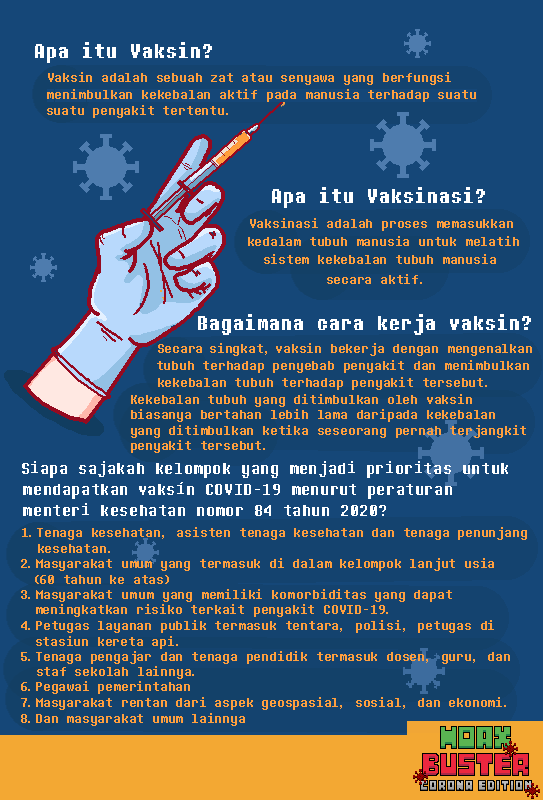 Apa itu Vaksin?
Vaksin adalah sebuah zat atau senyawa yang berfungsi
menimbulkan kekebalan aktif pada manusia terhadap suatu
suatu penyakit tertentu.
Apa itu Vaksinasi?
Vaksinasi adalah proses memasukkan
kedalam tubuh manusia untuk melatih
sistem kekebalan tubuh manusia
secara aktif.
Bagaimana cara kerja vaksin?
Secara singkat, vaksin bekerja dengan mengenalkan
tubuh terhadap penyebab penyakit dan menimbulkan
kekebalan tubuh terhadap penyakit tersebut.
Kekebalan tubuh yang ditimbulkan oleh vaksin
biasanya bertahan lebih lama daripada kekebalan
yang ditimbulkan ketika seseorang pernah terjangkit
penyakit tersebut.
Siapa sajakah kelompok yang menjadi prioritas untuk
mendapatkan vaksin COVID-19 menurut peraturan
menteri kesehatan nomor 84 tahun 2020?
1. Tenaga kesehatan, asisten tenaga kesehatan dan tenaga penunjang
kesehatan.
2. Masyarakat umum yang termasuk di dalam kelompok lanjut usia
(60 tahun ke atas)
3. Masyarakat umum yang memiliki komorbiditas yang dapat
meningkatkan risiko terkait penyakit COVID-19.
4. Petugas layanan publik termasuk tentara, polisi, petugas di
stasiun kereta api.
5. Tenaga pengajar dan tenaga pendidik termasuk dosen, guru, dan
staf sekolah lainnya.
6. Pegawai pemerintahan
7. Masyarakat rentan dari aspek geospasial, sosial, dan ekonomi.
8. Dan masyarakat umum lainnya
HOAX
BUSTER
CORONA EDITION